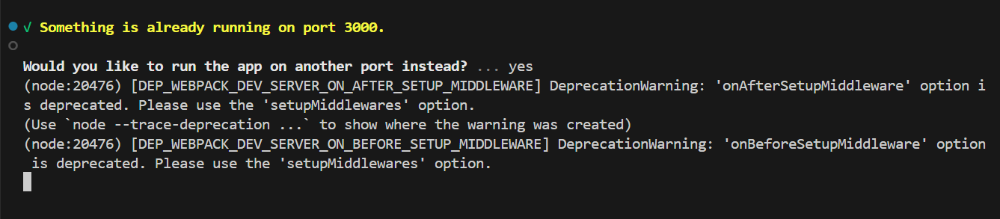 √ Something is already running on port 3000.
Would you like to run the app on another port instead? ... yes
(node:20476) [DEP_WEBPACK_DEV_SERVER_ON_AFTER_SETUP_MIDDLEWARE] DeprecationWarning: 'onAfterSetupMiddleware' option i
s deprecated. Please use the 'setupMiddlewares' option.
(Use `node --trace-deprecation ...` to show where the warning was created)
(node:20476) [DEP_WEBPACK_DEV_SERVER_ON_BEFORE_SETUP_MIDDLEWARE] DeprecationWarning: 'onBeforeSetupMiddleware' option
 is deprecated. Please use the 'setupMiddlewares' option.